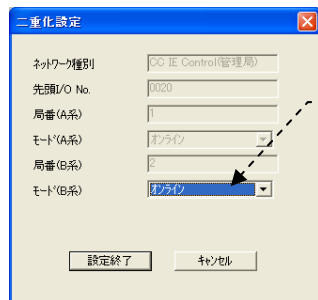 二重化設定
ネットワーク種別 CC IE Control(管理局)
先頭I/O No. 0020
局番(A系) 1
モード(A系) オンライン
局番(B系) 2
モード(B系) オンライン
設定終了 キャンセル